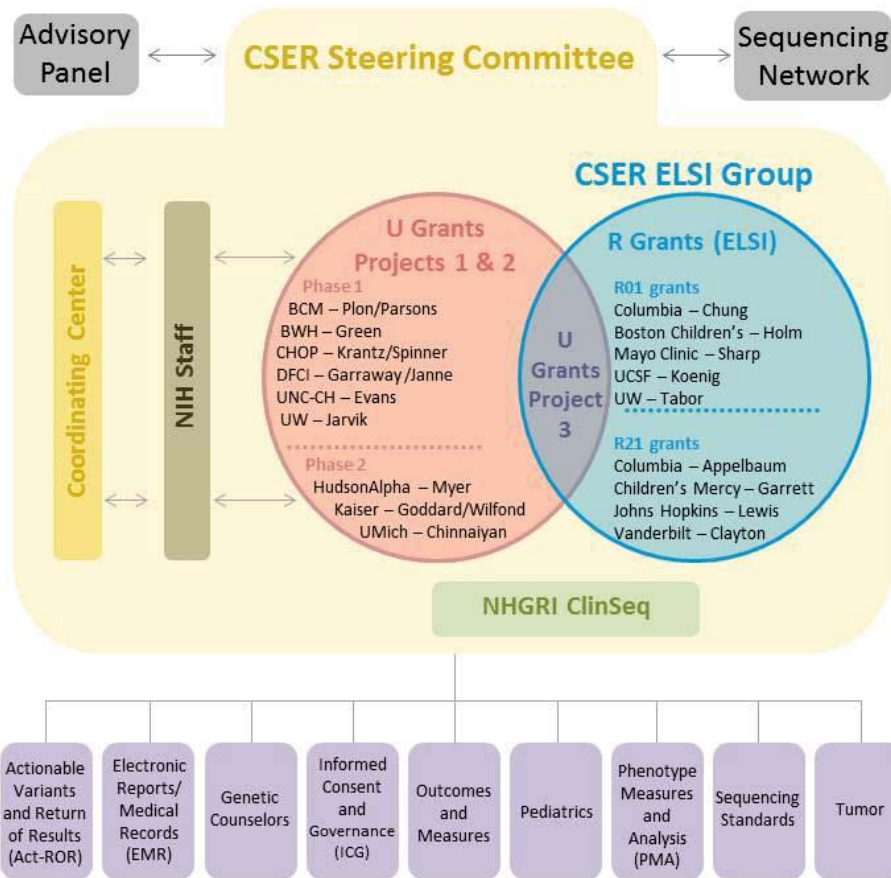 Advisory
Panel
CSER Steering Committee
Sequencing
Network
CSER ELSI Group
Coordinating Center
NIH Staff
U Grants
Projects 1 & 2
Phase 1
BCM – Plon/Parsons
BWH – Green
CHOP – Krantz/Spinner
DFCI – Garraway/Janne
UNC-CH – Evans
UW – Jarvik
Phase 2
HudsonAlpha – Myer
Kaiser – Goddard/Wilfond
UMich – Chinnaiyan
U
Grants
Project
3
R Grants (ELSI)
R01 grants
Columbia – Chung
Boston Children's – Holm
Mayo Clinic – Sharp
UCSF – Koenig
UW – Tabor
R21 grants
Columbia – Appelbaum
Children's Mercy – Garrett
Johns Hopkins – Lewis
Vanderbilt – Clayton
NHGRI ClinSeq
Actionable
Variants
and Return
of Results
(Act-ROR)
Electronic
Reports/
Medical
Records
(EMR)
Genetic
Counselors
Informed
Consent
and
Governance
(ICG)
Outcomes
and
Measures
Pediatrics
Phenotype
Measures
and
Analysis
(PMA)
Sequencing
Standards
Tumor